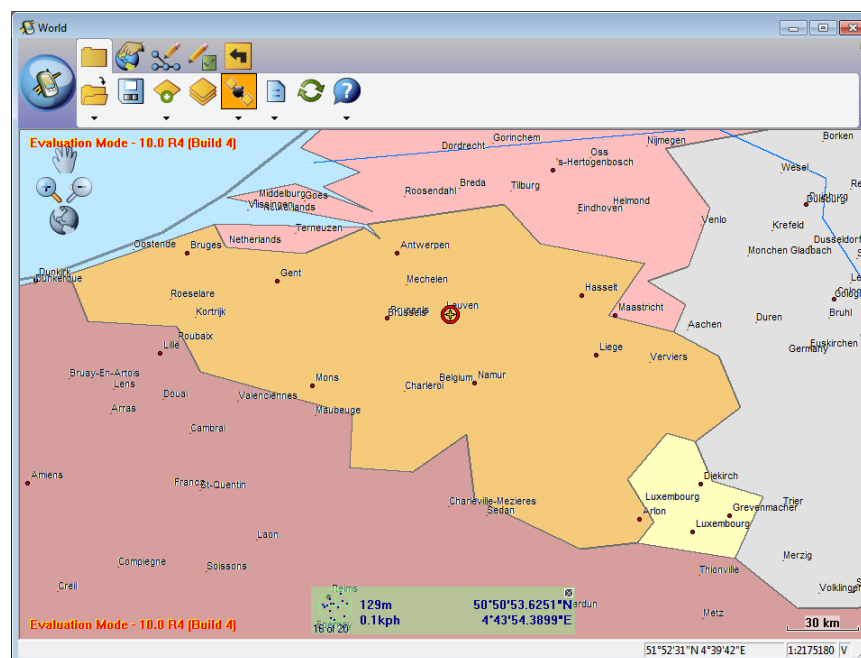 World
Evaluation Mode - 10.0 R4 (Build 4)
Gorinchem
Dordrecht
Nijmegen
Borken
Oss
's-Hertogenbosch
Wesel
Breda
Tilburg
Roosendahl
Middelburg
Goes
Helmond
Duisburg
Vlissingen
Eindhoven
Venlo
Krefeld
Terneuzen
Netherlands
Dusseldorf
Oostende
Bruges
Antwerpen
Monchen Gladbach
Dunkerque
Gent
Mechelen
Hasselt
Roeselare
Leuven
Kortrijk
Brussels
Maastricht
Duren
Bruhl
Aachen
Roubaix
Lille
Liege
Germany
Euskirchen
Verviers
Bruay-En-Artois
Lens
Mons
Belgium
Namur
Charleroi
Douai
Valenciennes
Arras
Maubeuge
Cambrai
Amiens
Diekirch
France
St-Quentin
Luxembourg
Charleville-Mezieres
Sedan
Trier
Grevenmacher
Arlon
Luxembourg
Laon
Merzig
Compiegne
Soissons
Thionville
Creil
Reims
129m
50°50'53.6251"N
16 of 20
0.1kph
4°43'54.3899"E
Metz
Evaluation Mode - 10.0 R4 (Build 4)
30 km
51°52'31"N 4°39'42"E
1:2175180
V